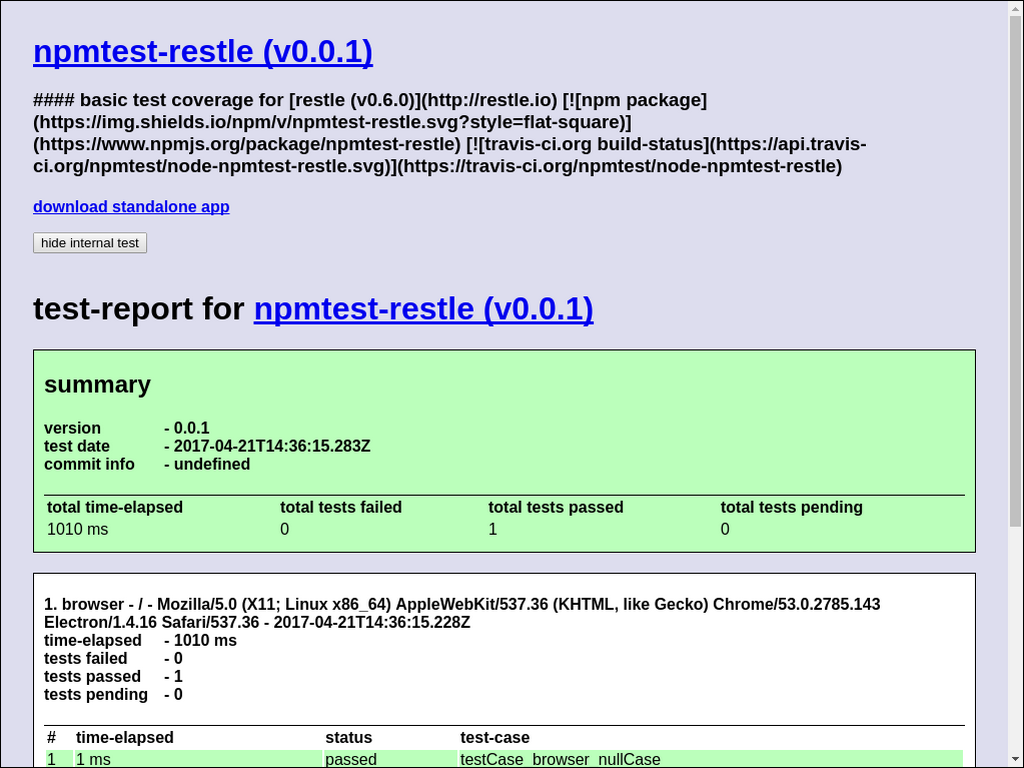 npmtest-restle (v0.0.1)
#### basic test coverage for [restle (v0.6.0)](http://restle.io) [![npm package]
(https://img.shields.io/npm/v/npmtest-restle.svg?style=flat-square)]
(https://www.npmjs.org/package/npmtest-restle) [![travis-ci.org build-status](https://api.travis-
ci.org/npmtest/node-npmtest-restle.svg)](https://travis-ci.org/npmtest/node-npmtest-restle)
download standalone app
hide internal test
test-report for npmtest-restle (v0.0.1)
summary
version - 0.0.1
test date - 2017-04-21T14:36:15.283Z
commit info - undefined
total time-elapsed total tests failed total tests passed total tests pending
1010 ms 0 1 0
1. browser - / - Mozilla/5.0 (X11; Linux x86_64) AppleWebKit/537.36 (KHTML, like Gecko) Chrome/53.0.2785.143
Electron/1.4.16 Safari/537.36 - 2017-04-21T14:36:15.228Z
time-elapsed - 1010 ms
tests failed - 0
tests passed - 1
tests pending - 0
# time-elapsed status test-case
1 1 ms passed testCase_browser_nullCase